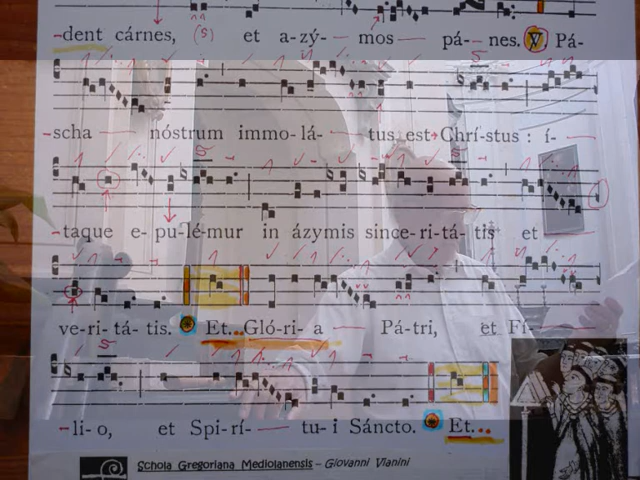 -dent cárnes, (s) et a-zý- mos pá- nes. V Pá-
-scha nóstrum immo-lá- tus est Chrí-stus : í-
-taque e- pu-lé-mur in ázymis since-ri-tá- tis et
ve-ri-tá-tis. Et... Gló-ri- a Pá-tri, et Fí-
-li-o, et Spi-rí- tu-i Sáncto. Et...
Schola Gregoriana Mediolanensis – Giovanni Vianini